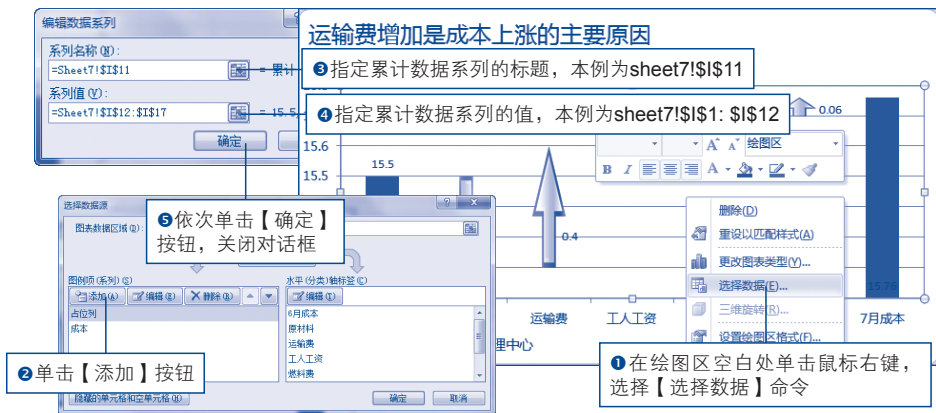 编辑数据系列
系列名称(N):
=Sheet7!$I$11
= 累计
系列值(V):
=Sheet7!$I$12:$I$17
= 15.5,
确定
运输费增加是成本上涨的主要原因
❸指定累计数据系列的标题，本例为sheet7!$I$11
❹指定累计数据系列的值，本例为sheet7!$I$1: $I$12
0.06
15.6
15.5
15.5
0.4
15.76
运输费
工人工资
7月成本
理中心
绘图区
B I A
删除(D)
重设以匹配样式(A)
更改图表类型(Y)...
选择数据(E)...
三维旋转(R)...
设置绘图区格式(F)...
❶在绘图区空白处单击鼠标右键，
选择【选择数据】命令
选择数据源
图表数据区域(D):
❺依次单击【确定】
按钮，关闭对话框
图例项(系列)(S)
水平(分类)轴标签(C)
添加(A) 编辑(E) 删除(R)
编辑(T)
占位列
成本
6月成本
原材料
运输费
工人工资
燃料费
❷单击【添加】按钮
隐藏的单元格和空单元格(H)
确定
取消